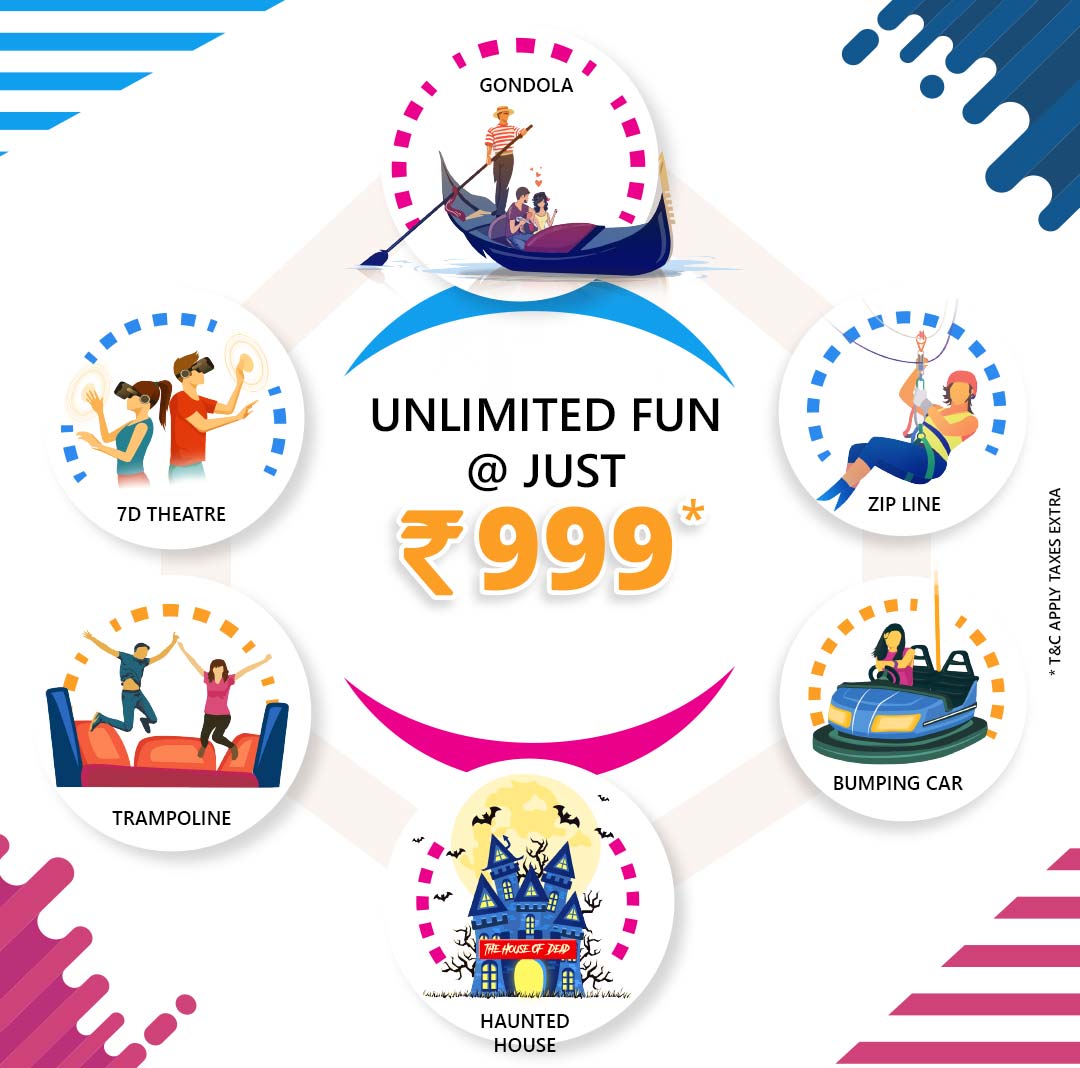 GONDOLA
UNLIMITED FUN
@ JUST
₹999*
7D THEATRE
ZIP LINE
TRAMPOLINE
BUMPING CAR
THE HOUSE OF DEAD
HAUNTED
HOUSE
* T&C APPLY TAXES EXTRA